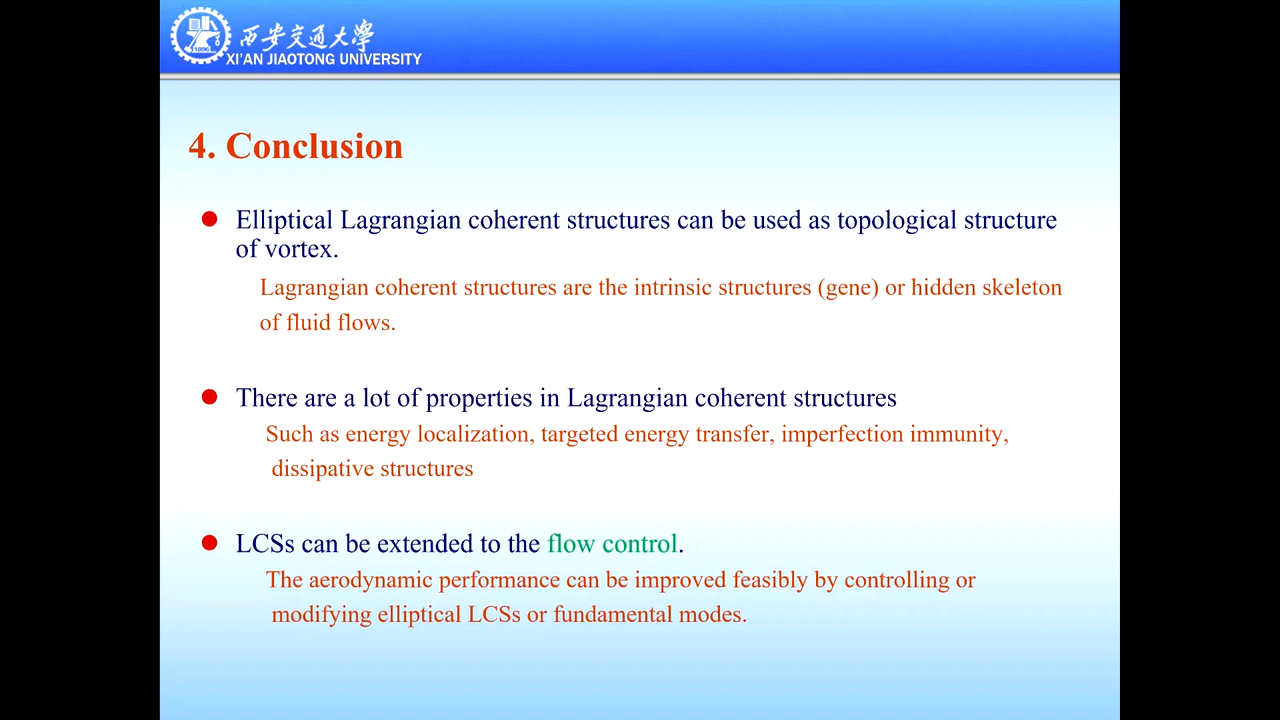 西安交通大學
XI'AN JIAOTONG UNIVERSITY
1896
4. Conclusion
Elliptical Lagrangian coherent structures can be used as topological structure
of vortex.
Lagrangian coherent structures are the intrinsic structures (gene) or hidden skeleton
of fluid flows.
There are a lot of properties in Lagrangian coherent structures
Such as energy localization, targeted energy transfer, imperfection immunity,
dissipative structures
LCSs can be extended to the flow control.
The aerodynamic performance can be improved feasibly by controlling or
modifying elliptical LCSs or fundamental modes.